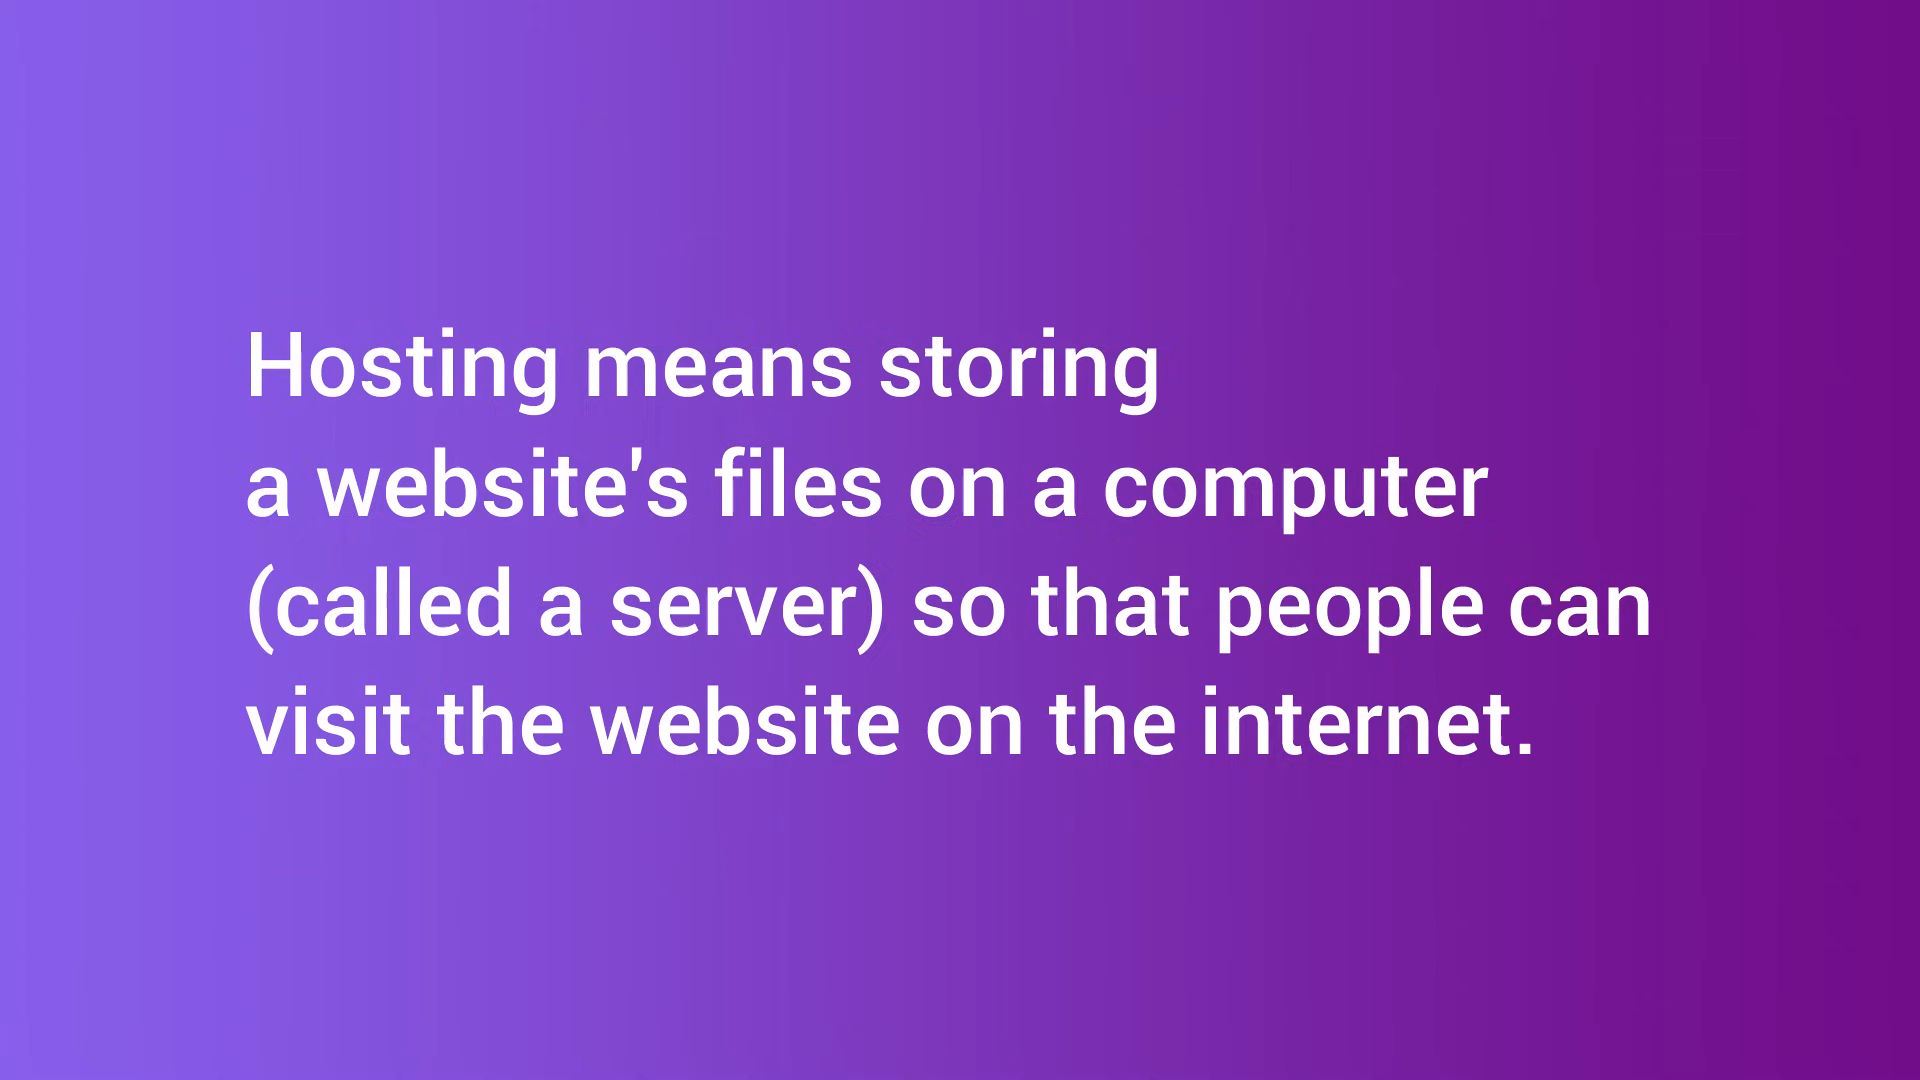 Hosting means storing
a website's files on a computer
(called a server) so that people can
visit the website on the internet.